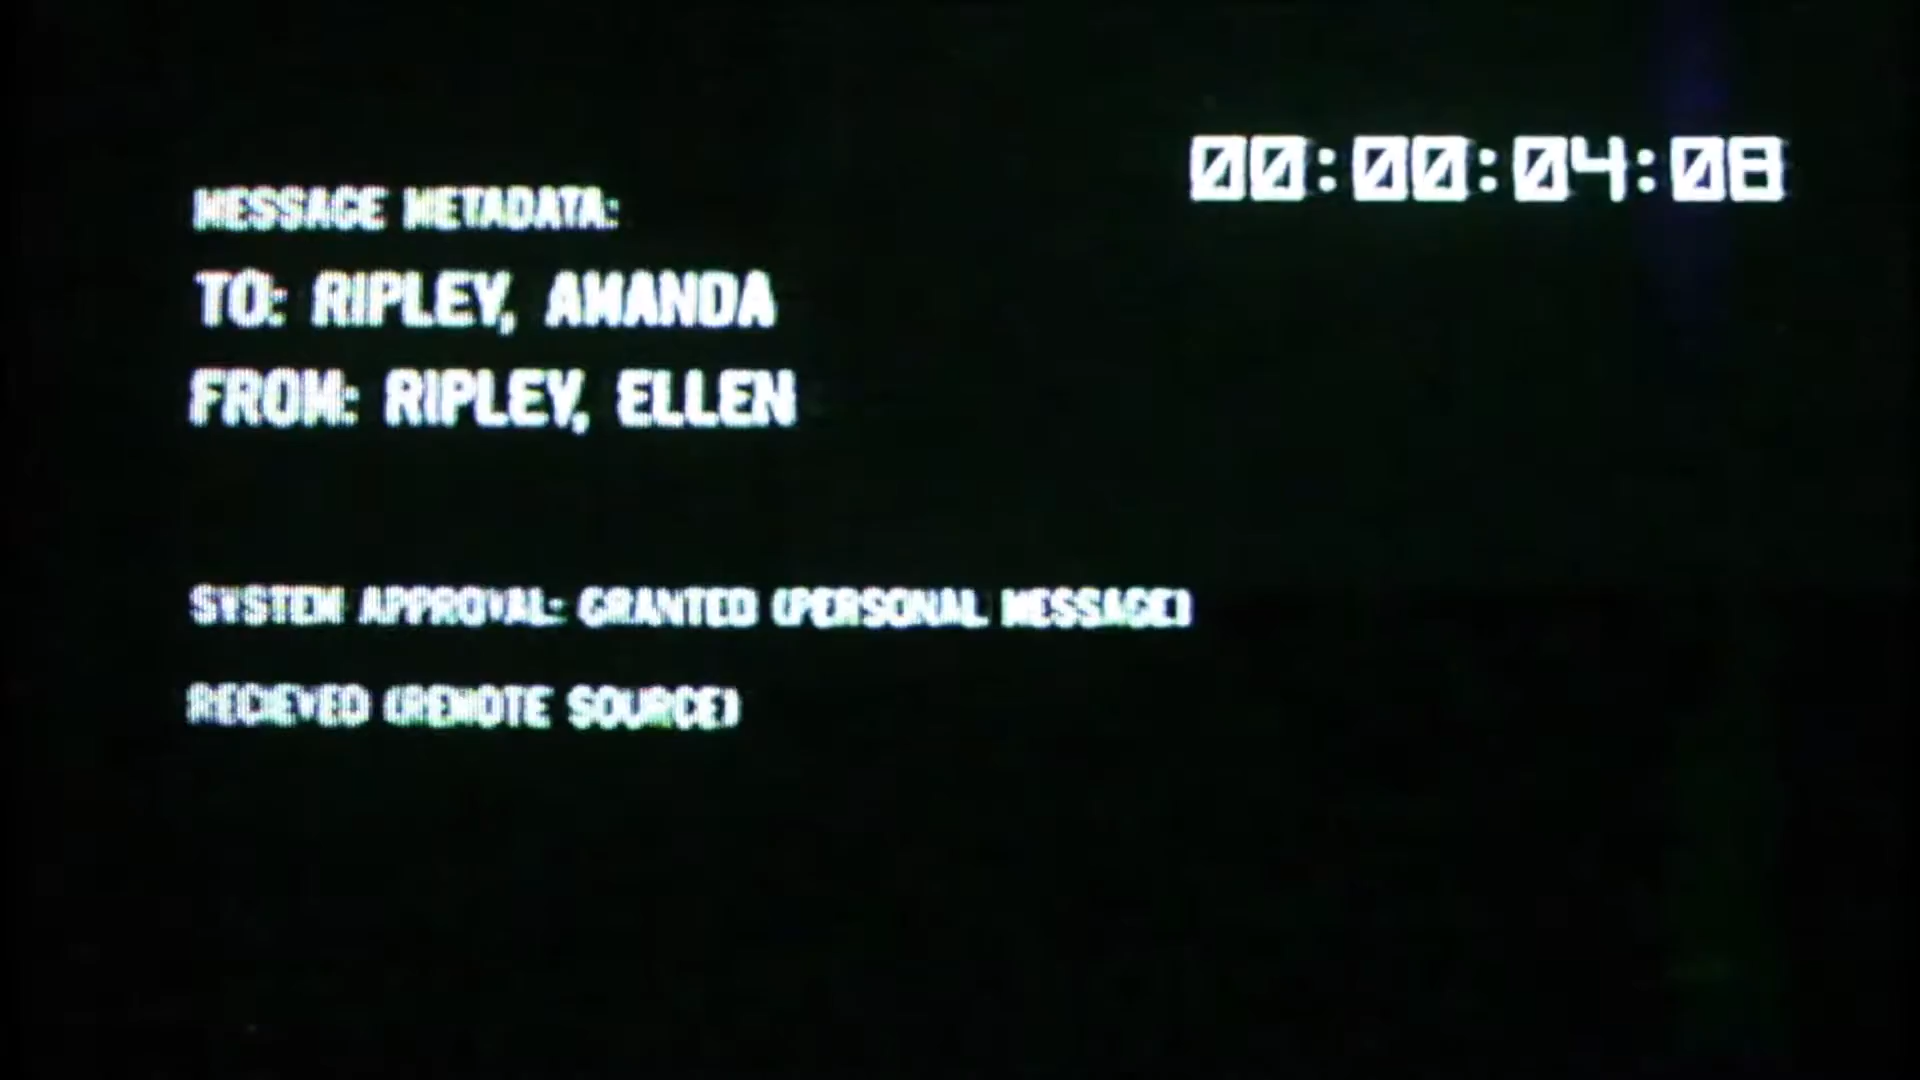 00:00:04:08
MESSAGE METADATA:
TO: RIPLEY, AMANDA
FROM: RIPLEY, ELLEN
SYSTEM APPROVAL: GRANTED (PERSONAL MESSAGE)
RECIEVED (REMOTE SOURCE)